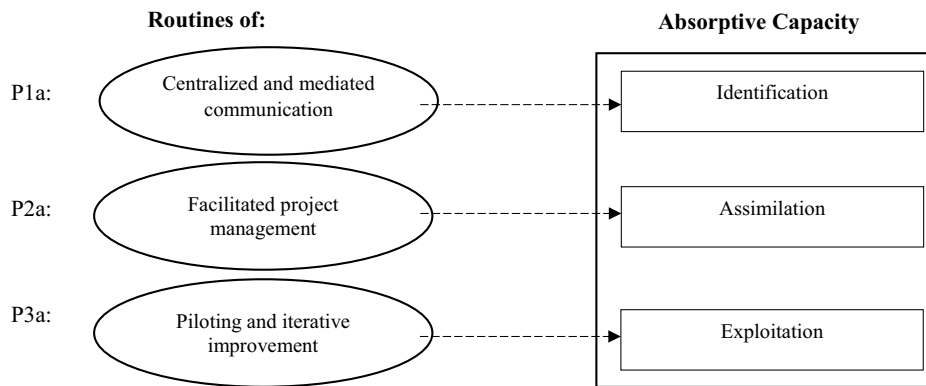 Routines of:
Absorptive Capacity
P1a:
Centralized and mediated
communication
Identification
P2a:
Facilitated project
management
Assimilation
P3a:
Piloting and iterative
improvement
Exploitation